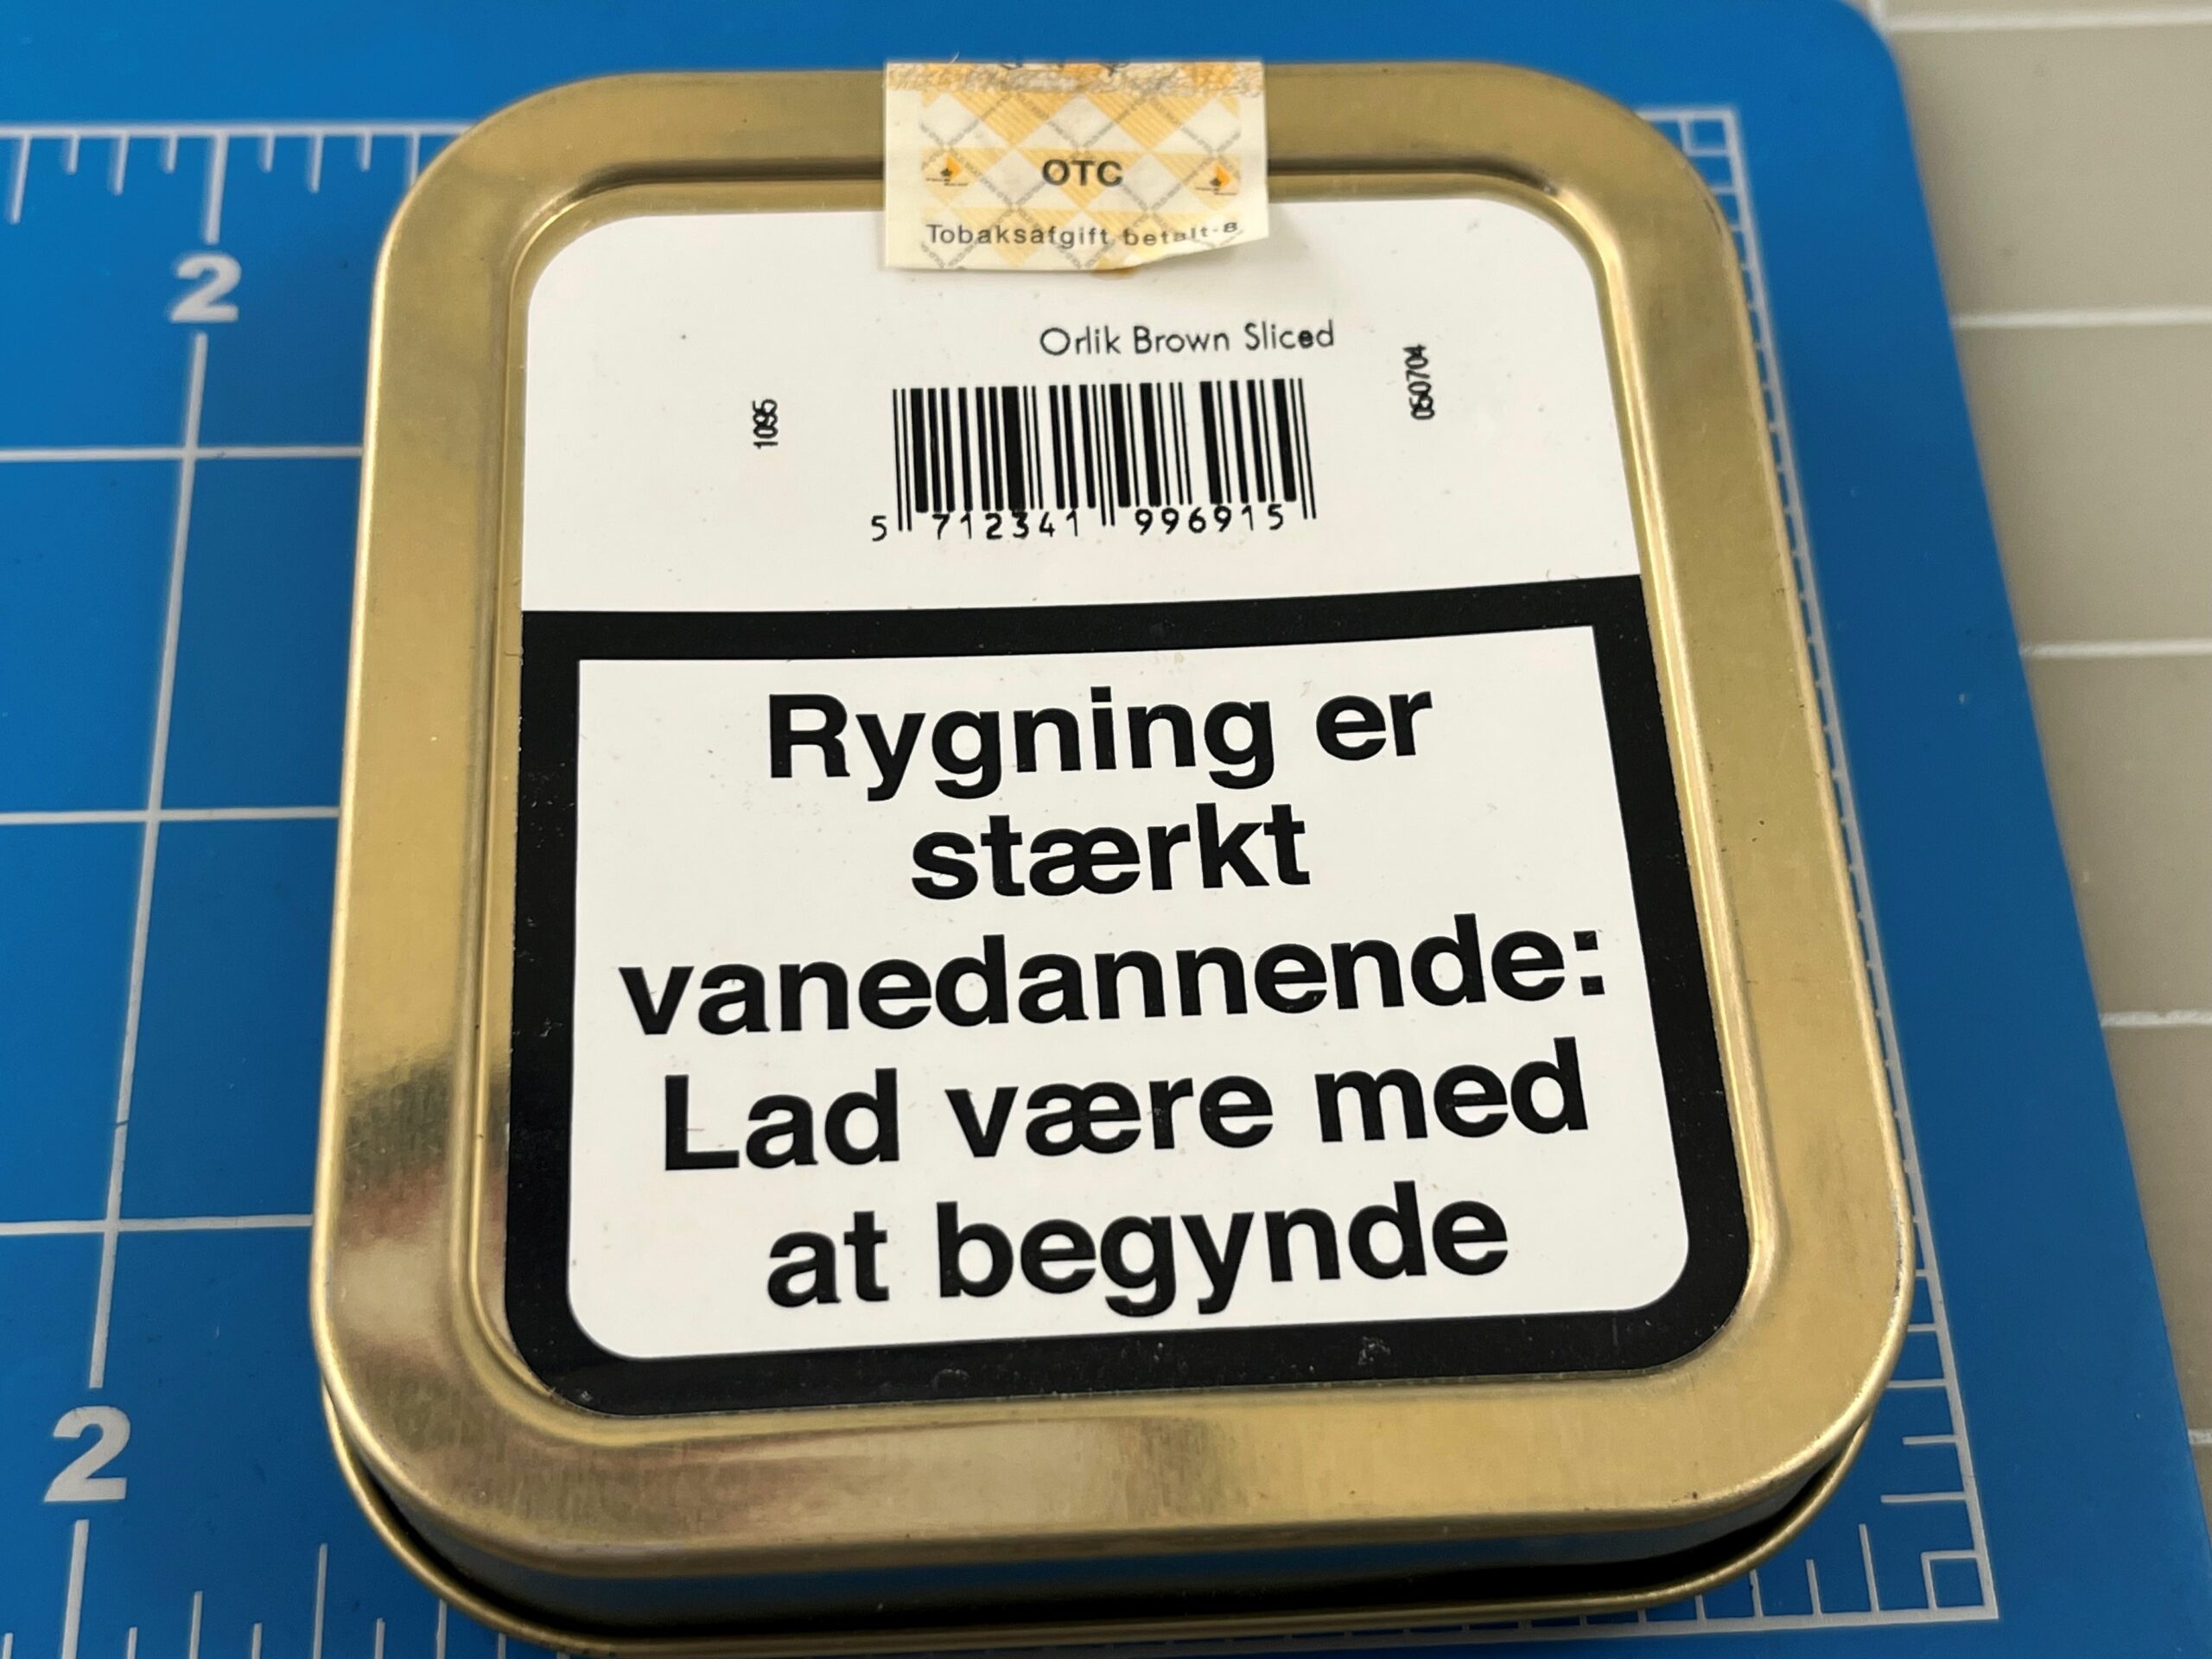 OTC
Tobaksafgift betalt
Orlik Brown Sliced
1095
050704
5 712341 996915
Rygning er
stærkt
vanedannende:
Lad være med
at begynde
2
2